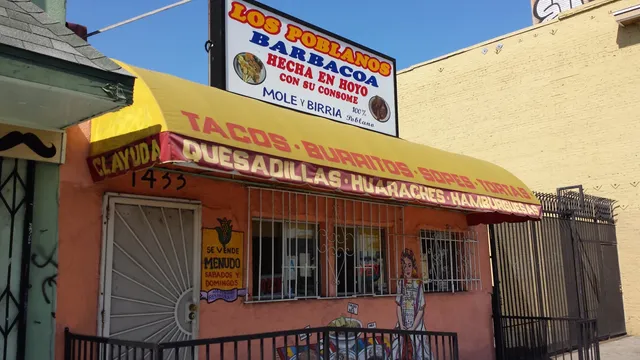 LOS POBLANOS
BARBACOA
HECHA EN HOYO
CON SU CONSOME
MOLE Y BIRRIA
100%
Poblano
TACOS · BURRITOS · SOPES · TORTAS
CLAYUDA
QUESADILLAS · HUARACHES · HAMBURGUESAS
1433
SE VENDE
MENUDO
SABADOS Y
DOMINGOS